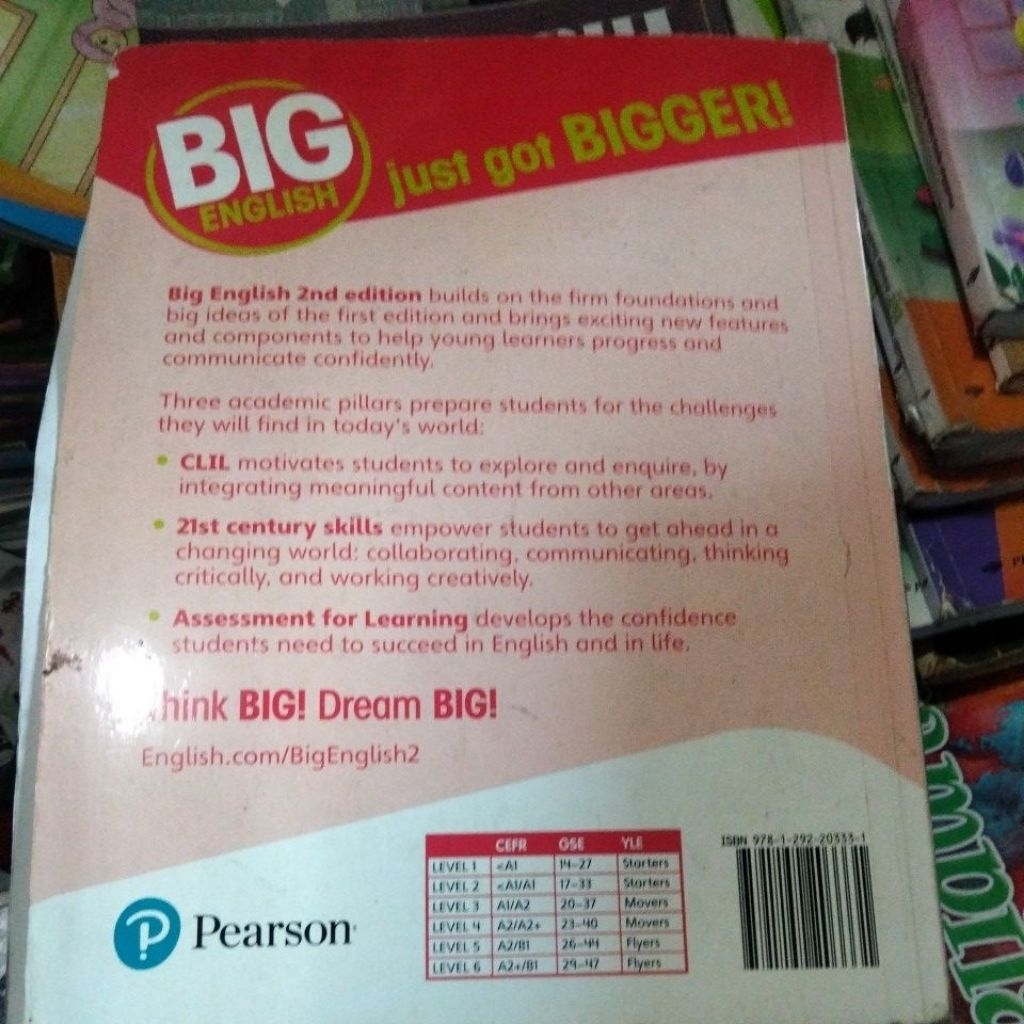 BIG
ENGLISH
just got BIGGER!
Big English 2nd edition builds on the firm foundations and
big ideas of the first edition and brings exciting new features
and components to help young learners progress and
communicate confidently.
Three academic pillars prepare students for the challenges
they will find in today's world:
• CLIL motivates students to explore and enquire, by
integrating meaningful content from other areas.
• 21st century skills empower students to get ahead in a
changing world: collaborating, communicating, thinking
critically, and working creatively.
• Assessment for Learning develops the confidence
students need to succeed in English and in life.
Think BIG! Dream BIG!
English.com/BigEnglish2
CEFR GSE YLE
LEVEL 1 <A1 14-27 Starters
LEVEL 2 <A1/A1 17-33 Starters
LEVEL 3 A1/A2 20-37 Movers
LEVEL 4 A2/A2+ 23-40 Movers
LEVEL 5 A2/B1 26-44 Flyers
LEVEL 6 A2+/B1 29-47 Flyers
ISBN 978-1-292-20333-1
Pearson